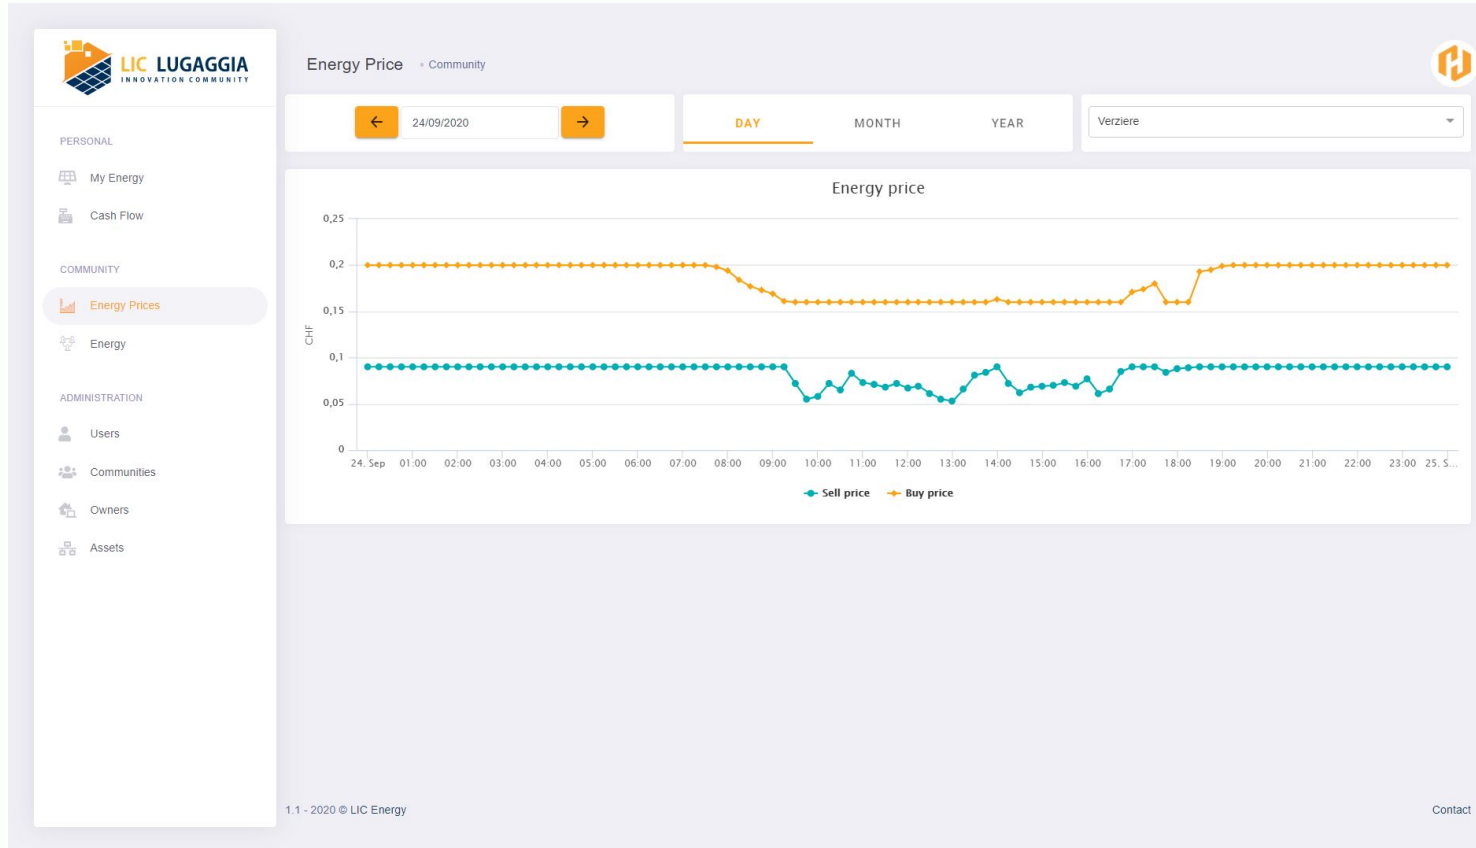 LIC LUGAGGIA
INNOVATION COMMUNITY
PERSONAL
My Energy
Cash Flow
COMMUNITY
Energy Prices
Energy
ADMINISTRATION
Users
Communities
Owners
Assets
Energy Price • Community
24/09/2020
DAY MONTH YEAR
Verziere
Energy price
0,25
0,2
0,15
0,1
0,05
0
CHF
24. Sep 01:00 02:00 03:00 04:00 05:00 06:00 07:00 08:00 09:00 10:00 11:00 12:00 13:00 14:00 15:00 16:00 17:00 18:00 19:00 20:00 21:00 22:00 23:00 25. S...
Sell price Buy price
1.1 - 2020 © LIC Energy
Contact